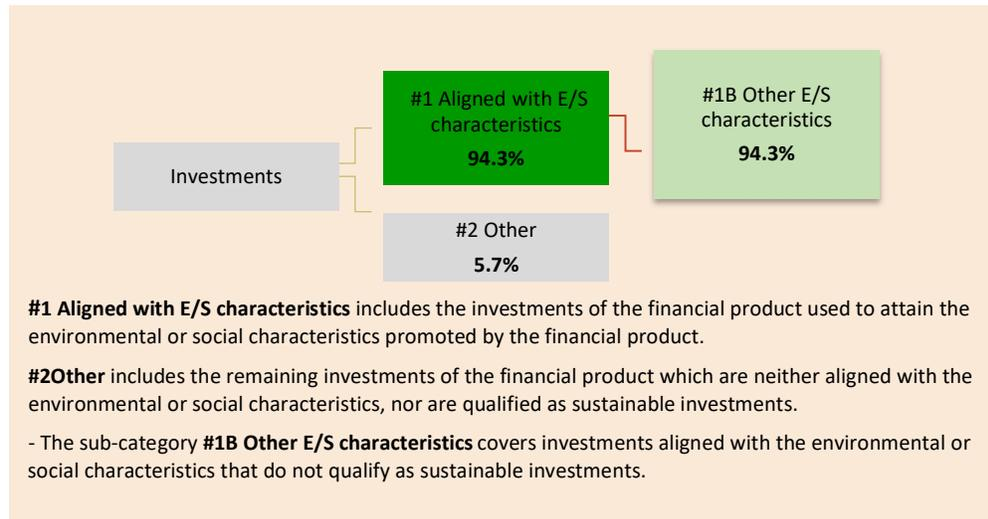 #1 Aligned with E/S
characteristics
94.3%
#1B Other E/S
characteristics
94.3%
Investments
#2 Other
5.7%
#1 Aligned with E/S characteristics includes the investments of the financial product used to attain the
environmental or social characteristics promoted by the financial product.
#2Other includes the remaining investments of the financial product which are neither aligned with the
environmental or social characteristics, nor are qualified as sustainable investments.
- The sub-category #1B Other E/S characteristics covers investments aligned with the environmental or
social characteristics that do not qualify as sustainable investments.